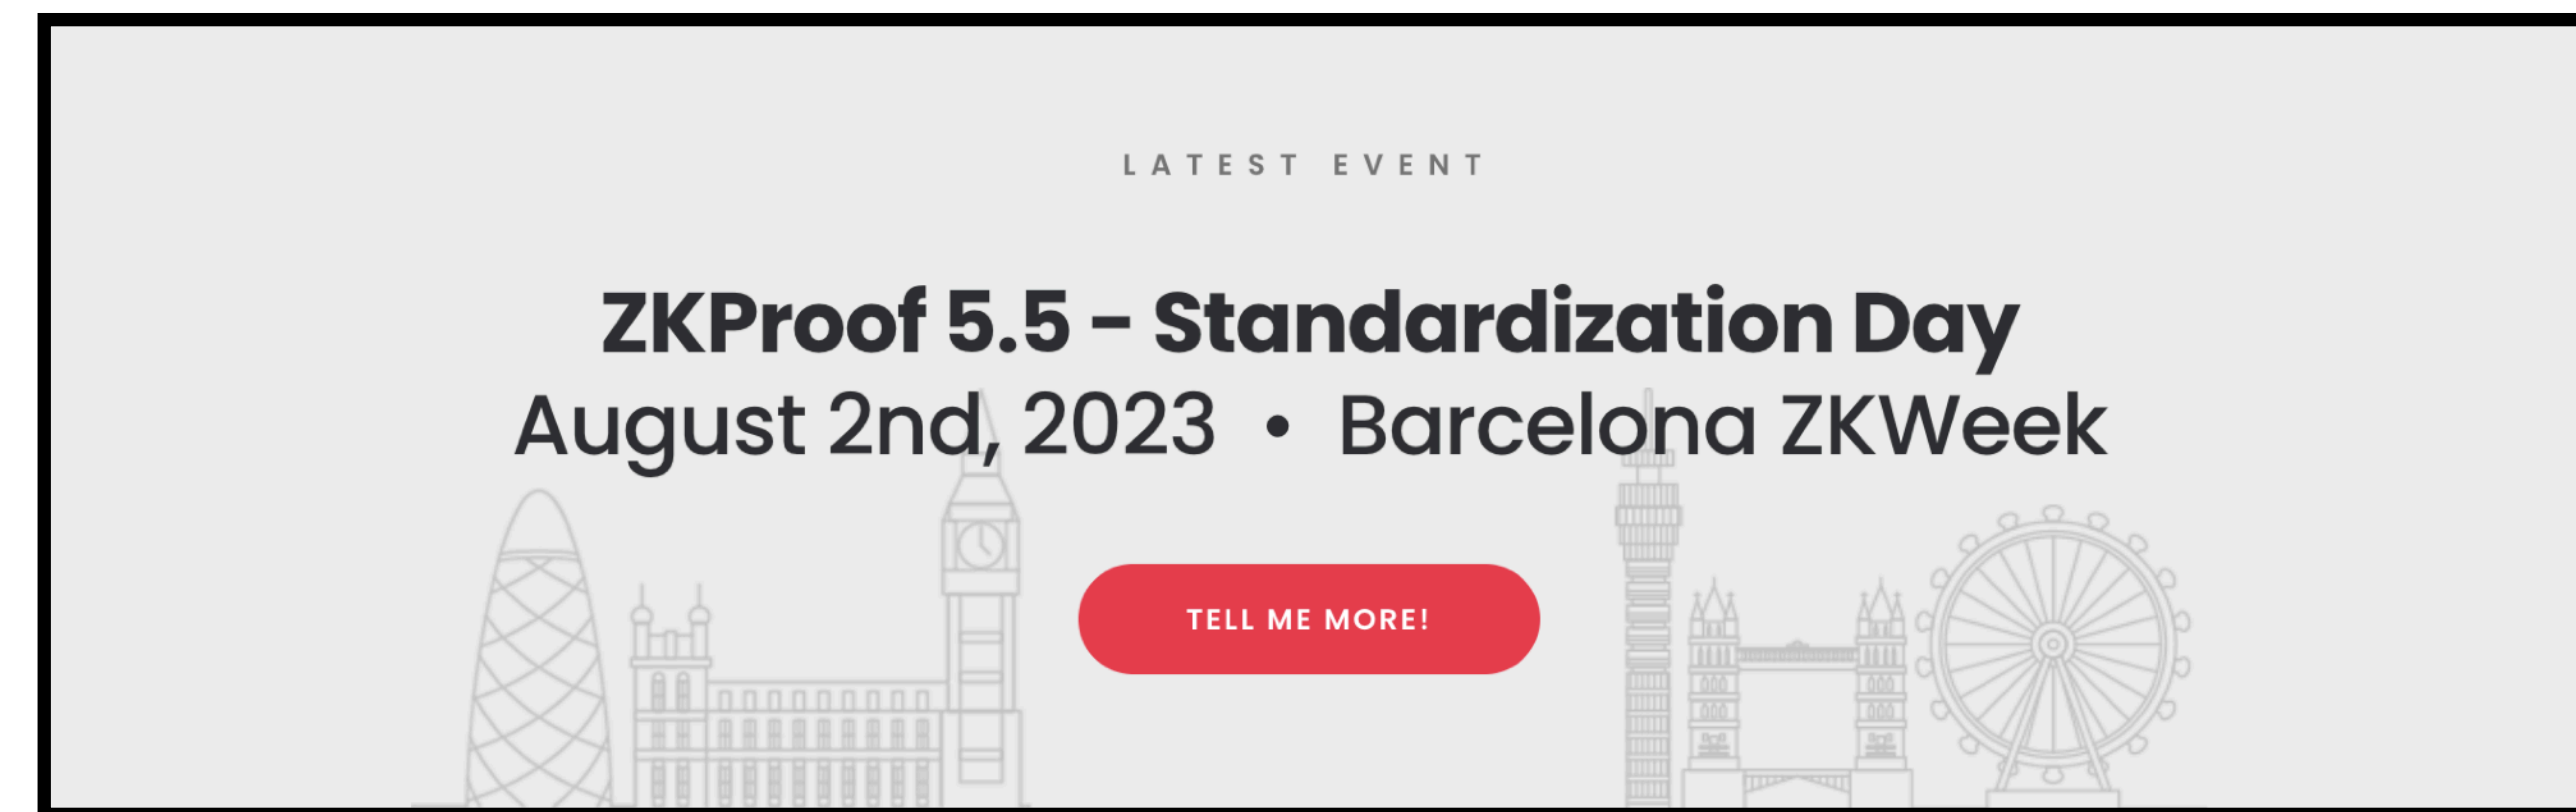 LATEST EVENT
ZKProof 5.5 – Standardization Day
August 2nd, 2023 • Barcelona ZKWeek
TELL ME MORE!